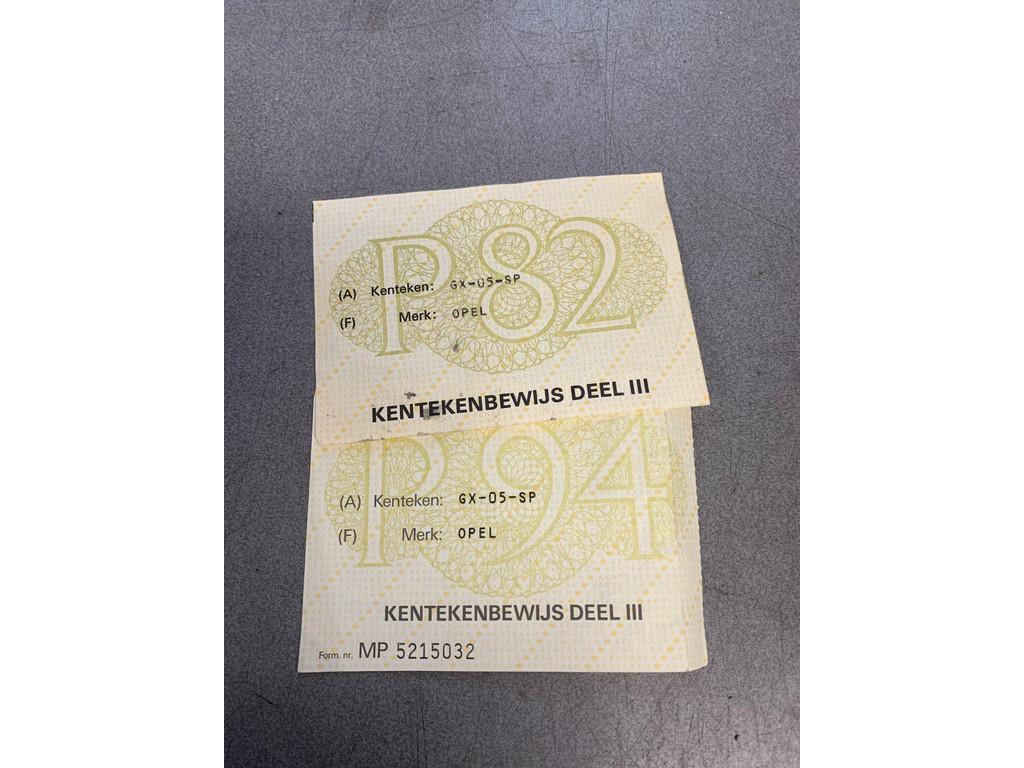 P82
(A) Kenteken: GX-05-SP
(F) Merk: OPEL
KENTEKENBEWIJS DEEL III
P94
(A) Kenteken: GX-05-SP
(F) Merk: OPEL
KENTEKENBEWIJS DEEL III
Form. nr. MP 5215032